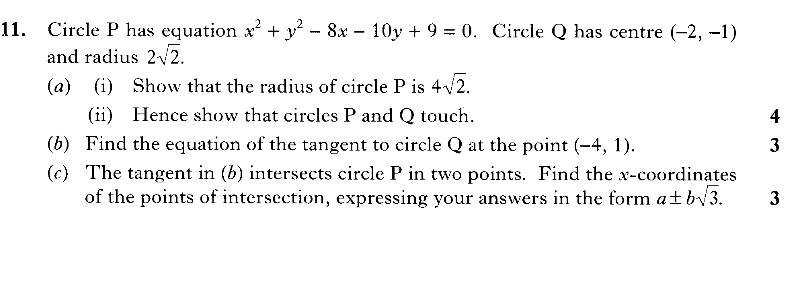 11. Circle P has equation x² + y² − 8x − 10y + 9 = 0. Circle Q has centre (−2, −1)
and radius 2√2.
(a) (i) Show that the radius of circle P is 4√2.
(ii) Hence show that circles P and Q touch. 4
(b) Find the equation of the tangent to circle Q at the point (−4, 1). 3
(c) The tangent in (b) intersects circle P in two points. Find the x-coordinates
of the points of intersection, expressing your answers in the form a ± b√3. 3